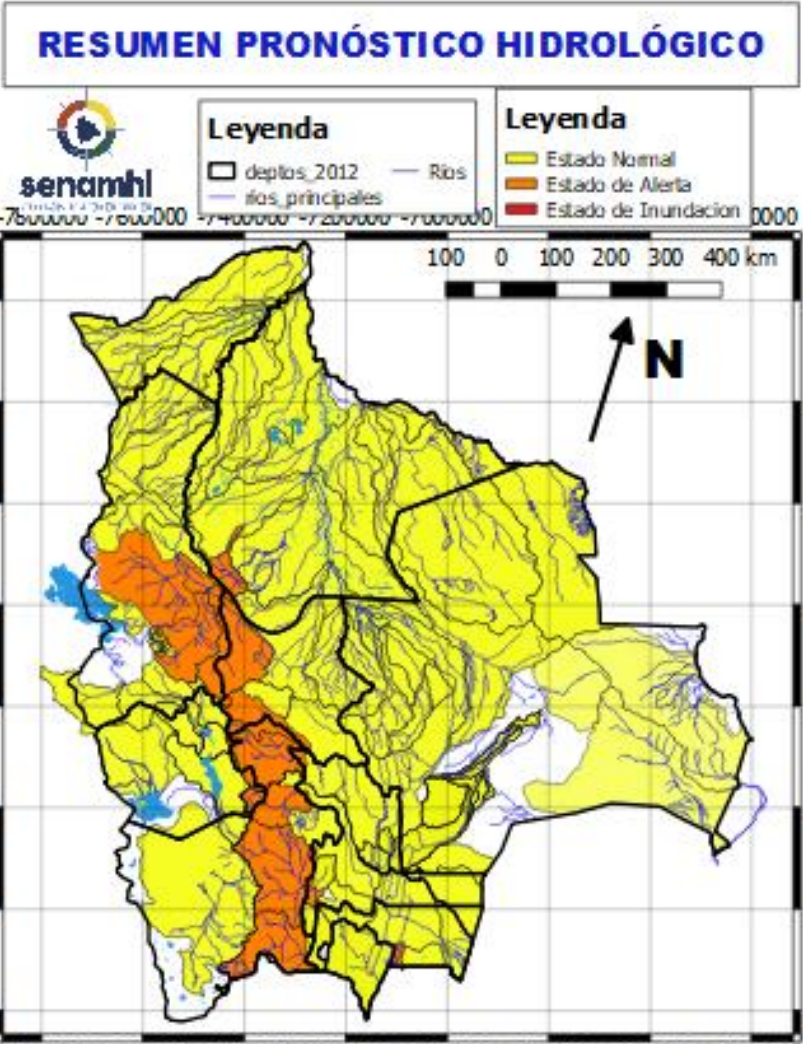 RESUMEN PRONÓSTICO HIDROLÓGICO
senamhi
Leyenda
deptos_2012
Rios
rios_principales
Leyenda
Estado Normal
Estado de Alerta
Estado de Inundacion
-7600000 -7400000 -7200000 -7000000
100 0 100 200 300 400 km
N